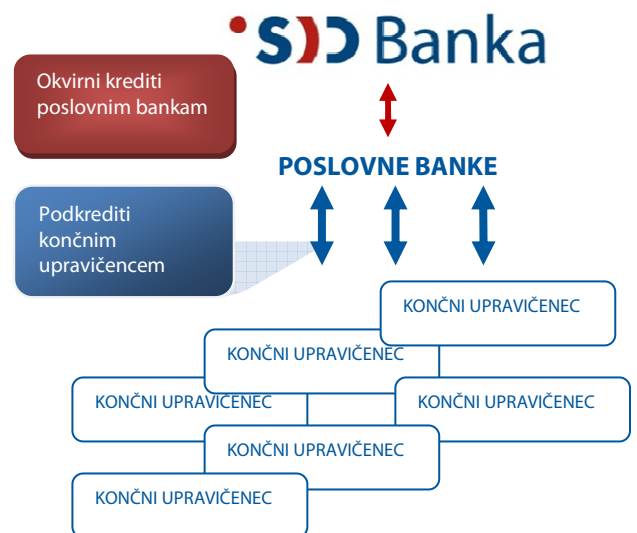 SID Banka
Okvirni krediti
poslovnim bankam
POSLOVNE BANKE
Podkrediti
končnim
upravičencem
KONČNI UPRAVIČENEC
KONČNI UPRAVIČENEC
KONČNI UPRAVIČENEC
KONČNI UPRAVIČENEC
KONČNI UPRAVIČENEC
KONČNI UPRAVIČENEC